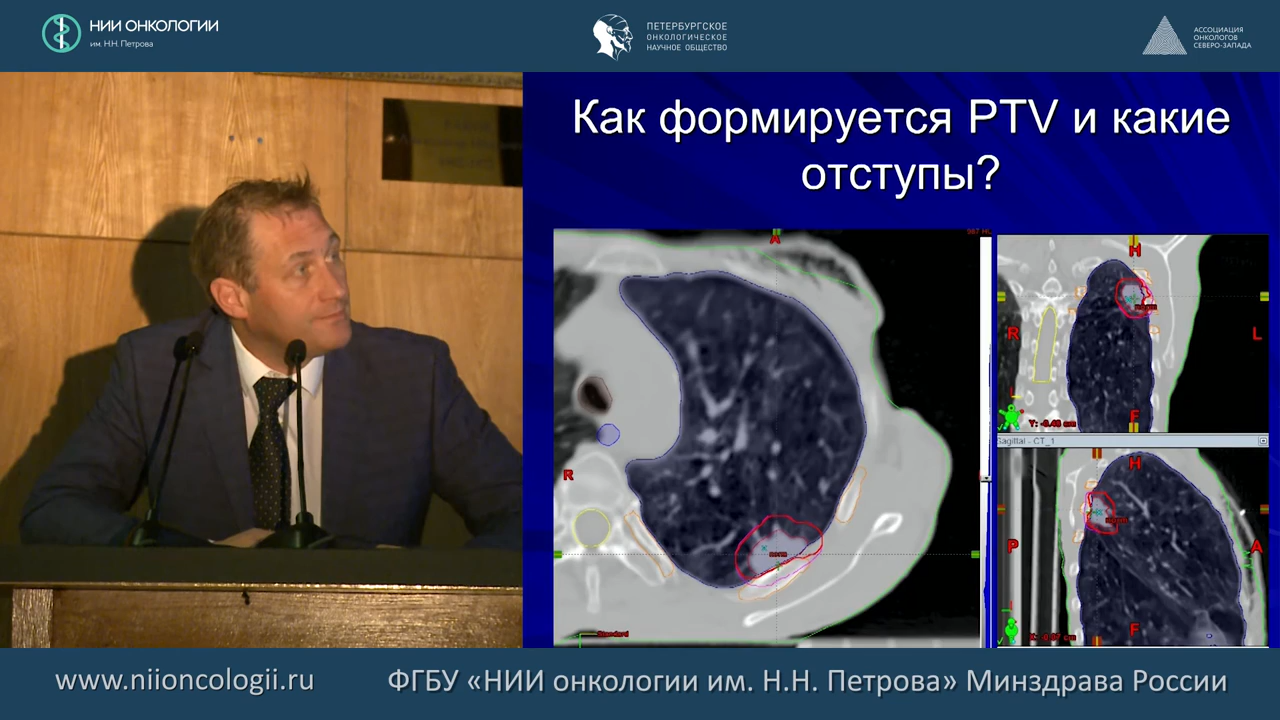 НИИ ОНКОЛОГИИ
им. Н.Н. Петрова
ПЕТЕРБУРГСКОЕ
ОНКОЛОГИЧЕСКОЕ
НАУЧНОЕ ОБЩЕСТВО
АССОЦИАЦИЯ
ОНКОЛОГОВ
СЕВЕРО-ЗАПАДА
Как формируется PTV и какие
отступы?
A
R
Standard
H
R
L
F
Sagittal - CT_1
H
P
A
F
www.niioncologii.ru
ФГБУ «НИИ онкологии им. Н.Н. Петрова» Минздрава России